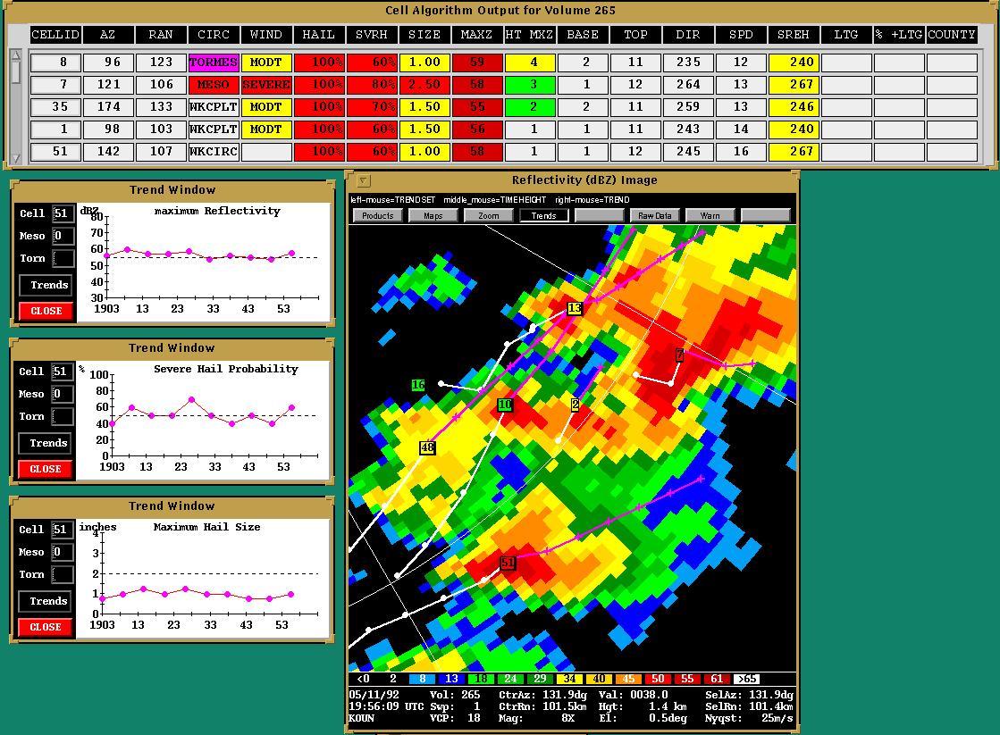 Cell Algorithm Output for Volume 265
CELLID AZ RAN CIRC WIND HAIL SVRH SIZE MAXZ HT MXZ BASE TOP DIR SPD SREH LTG % +LTG COUNTY
8 96 123 TORMES MODT 100% 60% 1.00 59 4 2 11 235 12 240
7 121 106 MESO SEVERE 100% 80% 2.50 58 3 1 12 264 13 267
35 174 133 WKCPLT MODT 100% 70% 1.50 55 2 2 11 259 13 246
1 98 103 WKCPLT MODT 100% 60% 1.50 56 1 1 11 243 14 240
51 142 107 WKCIRC 100% 60% 1.00 58 1 1 12 245 16 267
Trend Window
Cell 51
Meso 0
Torn
Trends
CLOSE
dBZ maximum Reflectivity
80
70
60
50
40
30
1903 13 23 33 43 53
Trend Window
Cell 51
Meso 0
Torn
Trends
CLOSE
% Severe Hail Probability
100
80
60
40
20
0
1903 13 23 33 43 53
Trend Window
Cell 51
Meso 0
Torn
Trends
CLOSE
inches Maximum Hail Size
4
3
2
1
0
1903 13 23 33 43 53
Reflectivity (dBZ) Image
left-mouse=TRENDSET middle_mouse=TIMEHEIGHT right-mouse=TREND
Products Maps Zoom Trends Raw Data Warn
13
7
16
10
2
48
51
<0 2 8 13 18 24 29 34 40 45 50 55 61 >65
05/11/92 Vol: 265 CtrAz: 131.9dg Val: 0038.0 SelAz: 131.9dg
19:56:09 UTC Swp: 1 CtrRn: 101.5km Hgt: 1.4 km SelRn: 101.4km
KOUN VCP: 18 Mag: 8X El: 0.5deg Nyqst: 25m/s